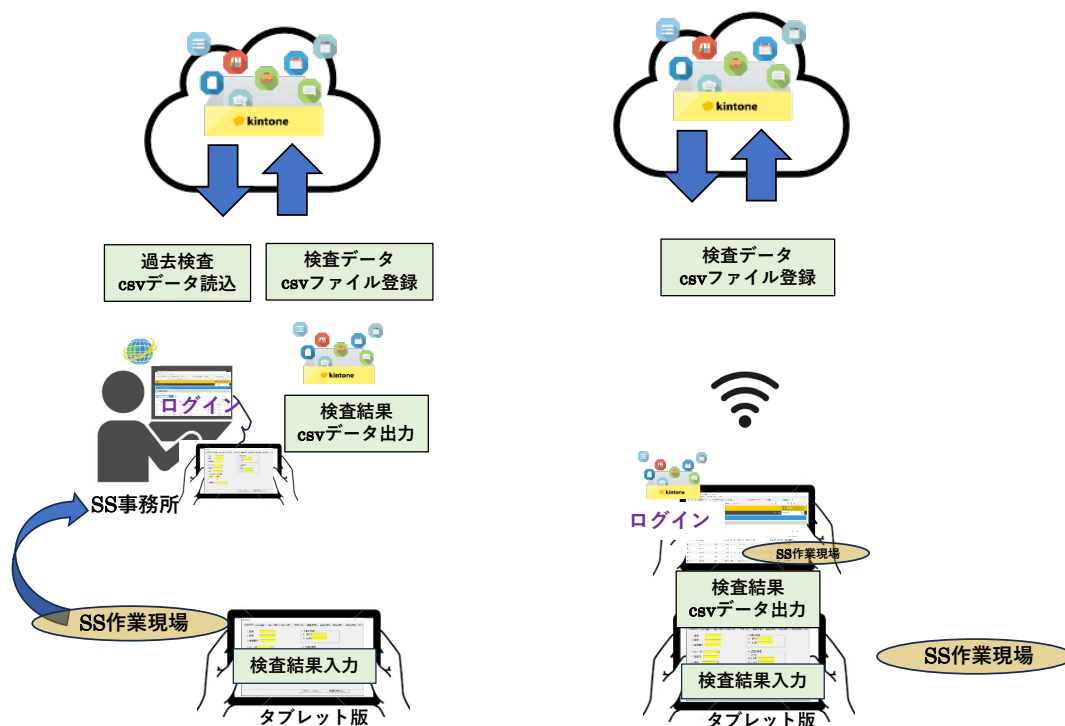 kintone
過去検査
csvデータ読込
検査データ
csvファイル登録
kintone
ログイン
検査結果
csvデータ出力
SS事務所
SS作業現場
検査結果入力
タブレット版
kintone
検査データ
csvファイル登録
kintone
ログイン
SS作業現場
検査結果
csvデータ出力
検査結果入力
SS作業現場
タブレット版